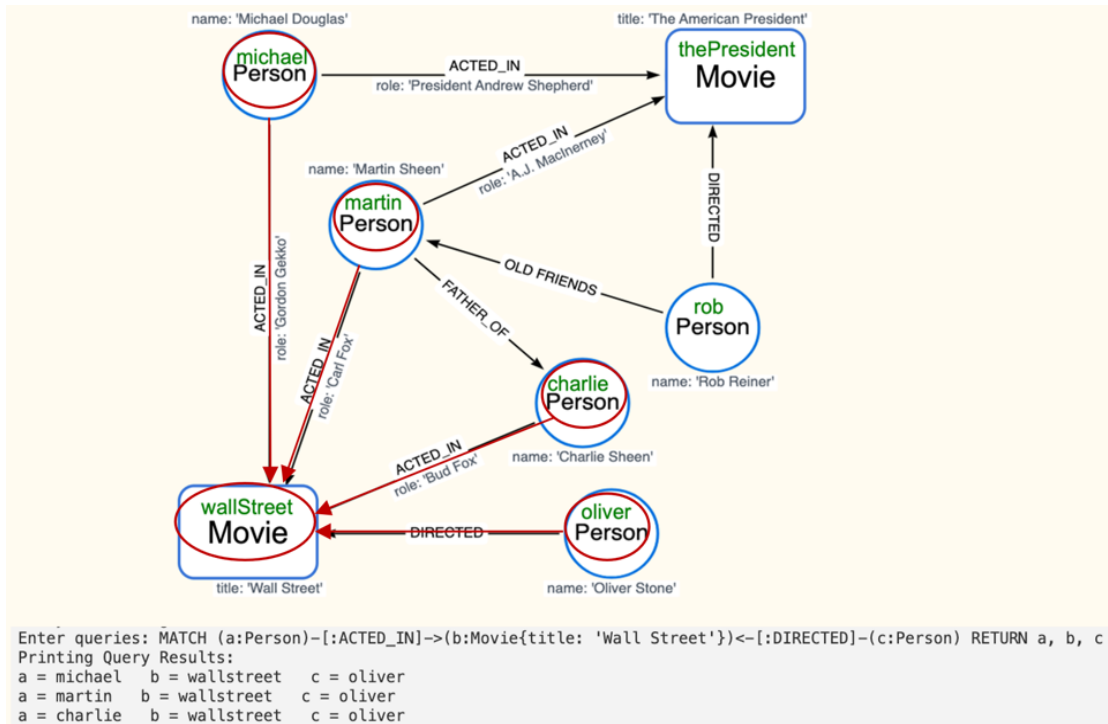 name: 'Michael Douglas'
title: 'The American President'
michael
Person
thePresident
Movie
ACTED_IN
role: 'President Andrew Shepherd'
ACTED_IN
role: 'A.J. MacInerney'
name: 'Martin Sheen'
martin
Person
DIRECTED
OLD FRIENDS
ACTED_IN
role: 'Gordon Gekko'
FATHER_OF
rob
Person
name: 'Rob Reiner'
ACTED_IN
role: 'Carl Fox'
charlie
Person
name: 'Charlie Sheen'
ACTED_IN
role: 'Bud Fox'
wallStreet
Movie
title: 'Wall Street'
DIRECTED
oliver
Person
name: 'Oliver Stone'
Enter queries: MATCH (a:Person)-[:ACTED_IN]->(b:Movie{title: 'Wall Street'})<-[:DIRECTED]-(c:Person) RETURN a, b, c
Printing Query Results:
a = michael b = wallstreet c = oliver
a = martin b = wallstreet c = oliver
a = charlie b = wallstreet c = oliver